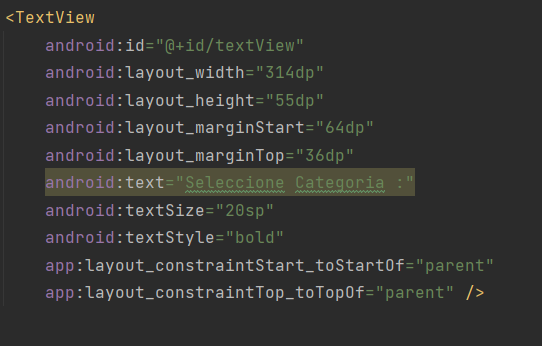 <TextView
android:id="@+id/textView"
android:layout_width="314dp"
android:layout_height="55dp"
android:layout_marginStart="64dp"
android:layout_marginTop="36dp"
android:text="Seleccione Categoria :"
android:textSize="20sp"
android:textStyle="bold"
app:layout_constraintStart_toStartOf="parent"
app:layout_constraintTop_toTopOf="parent" />